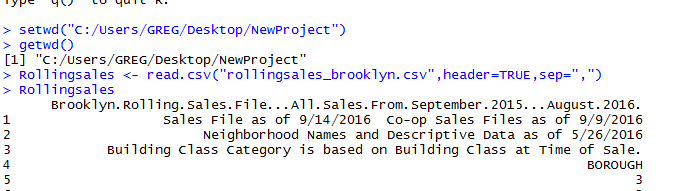 Type 'q()' to quit R.
> setwd("C:/Users/GREG/Desktop/NewProject")
> getwd()
[1] "C:/Users/GREG/Desktop/NewProject"
> Rollingsales <- read.csv("rollingsales_brooklyn.csv",header=TRUE,sep=",")
> Rollingsales
Brooklyn.Rolling.Sales.File...All.Sales.From.September.2015...August.2016.
1 Sales File as of 9/14/2016  Co-op Sales Files as of 9/9/2016
2 Neighborhood Names and Descriptive Data as of 5/26/2016
3 Building Class Category is based on Building Class at Time of Sale.
4 BOROUGH
5 3